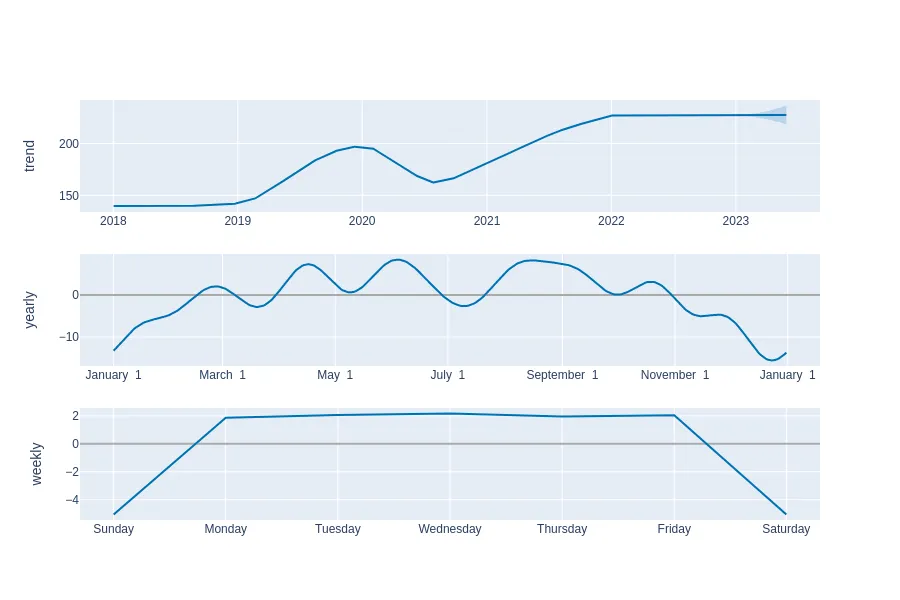 trend
200
150
2018 2019 2020 2021 2022 2023
yearly
0
−10
January 1 March 1 May 1 July 1 September 1 November 1 January 1
weekly
2
0
−2
−4
Sunday Monday Tuesday Wednesday Thursday Friday Saturday